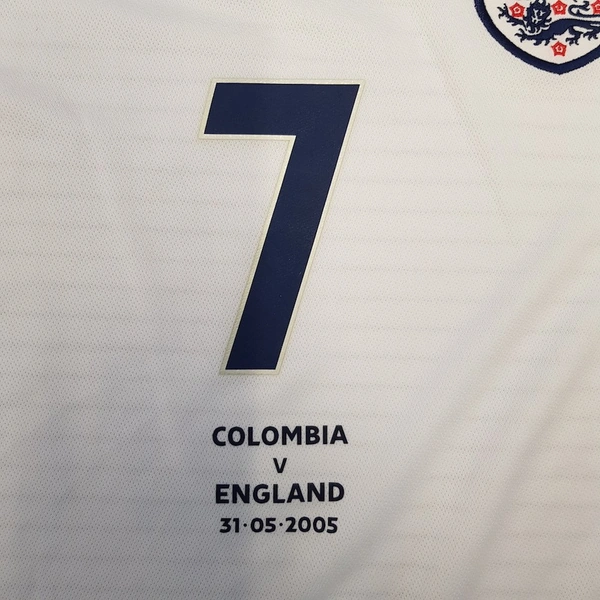 7
COLOMBIA
V
ENGLAND
31·05·2005